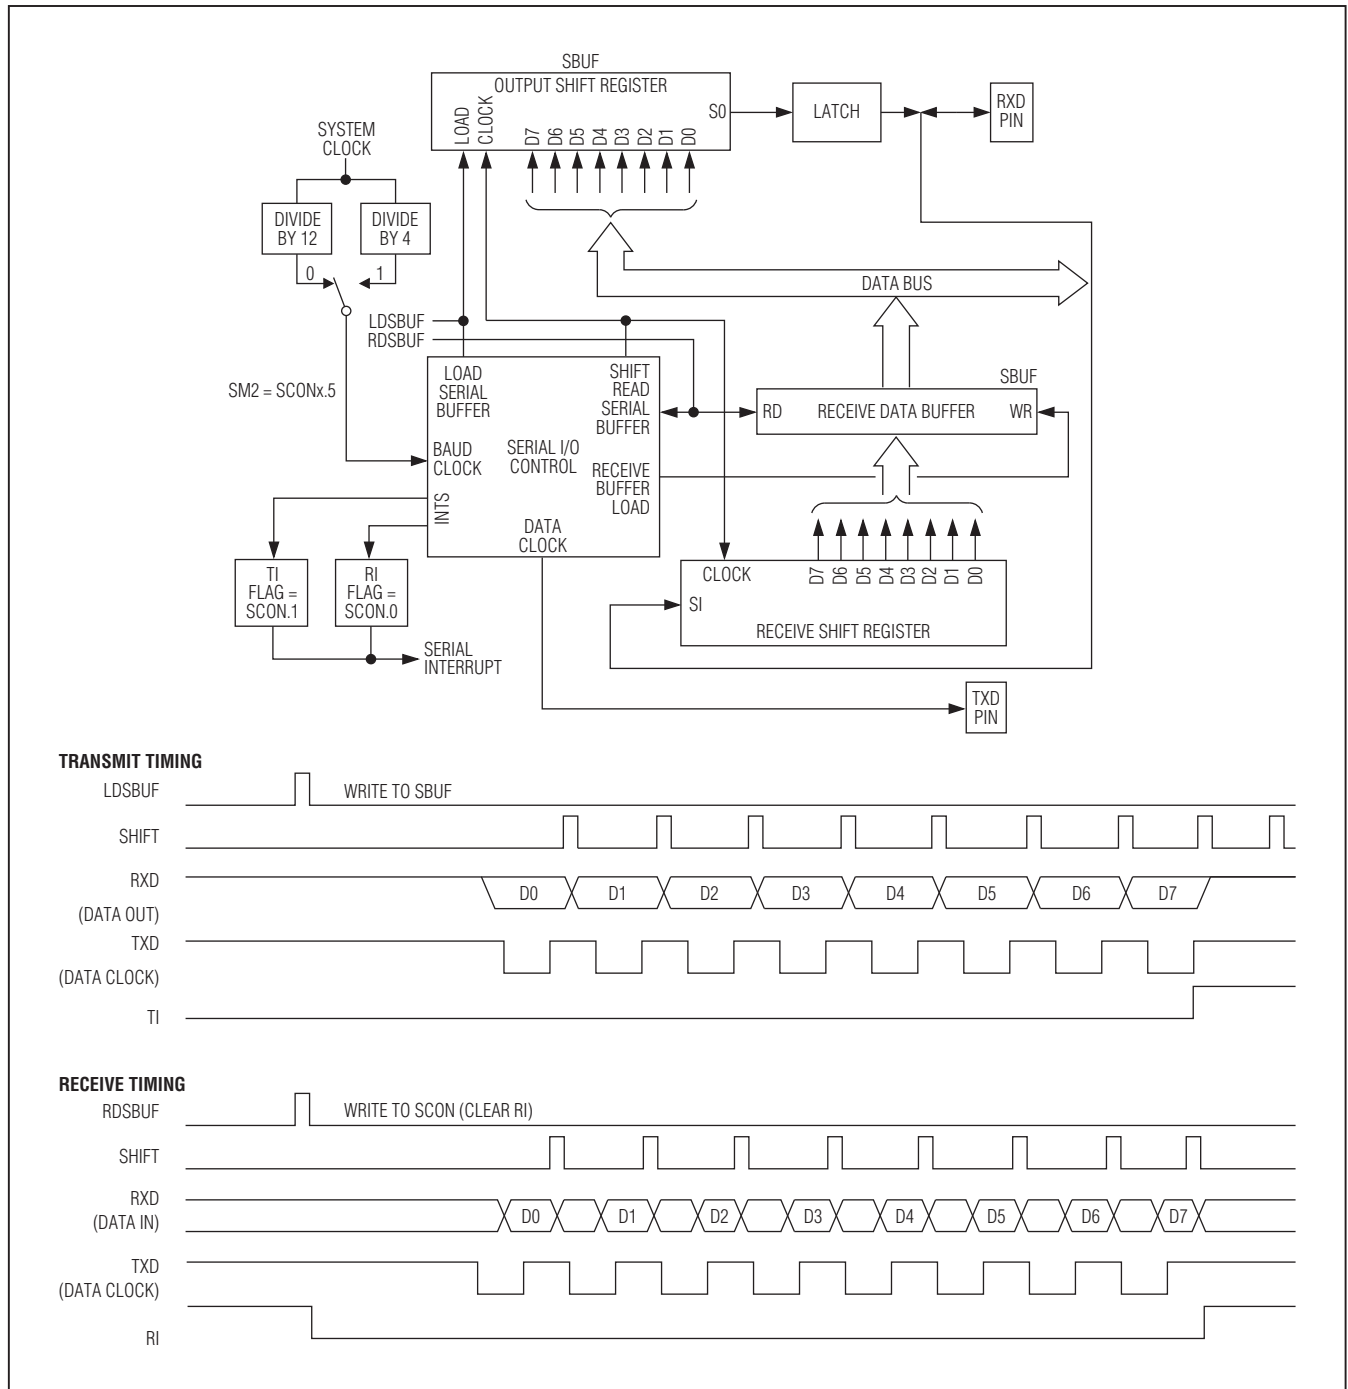 SBUF
OUTPUT SHIFT REGISTER
LOAD
CLOCK
D7 D6 D5 D4 D3 D2 D1 D0
S0
LATCH
RXD
PIN
SYSTEM
CLOCK
DIVIDE
BY 12
DIVIDE
BY 4
0
1
DATA BUS
LDSBUF
RDSBUF
SM2 = SCONx.5
LOAD
SERIAL
BUFFER
SHIFT
READ
SERIAL
BUFFER
BAUD
CLOCK
SERIAL I/O
CONTROL
RECEIVE
BUFFER
LOAD
INTS
DATA
CLOCK
SBUF
RD
RECEIVE DATA BUFFER
WR
TI
FLAG =
SCON.1
RI
FLAG =
SCON.0
SERIAL
INTERRUPT
CLOCK
D7 D6 D5 D4 D3 D2 D1 D0
SI
RECEIVE SHIFT REGISTER
TXD
PIN
TRANSMIT TIMING
LDSBUF
WRITE TO SBUF
SHIFT
RXD
(DATA OUT)
D0 D1 D2 D3 D4 D5 D6 D7
TXD
(DATA CLOCK)
TI
RECEIVE TIMING
RDSBUF
WRITE TO SCON (CLEAR RI)
SHIFT
RXD
(DATA IN)
D0 D1 D2 D3 D4 D5 D6 D7
TXD
(DATA CLOCK)
RI